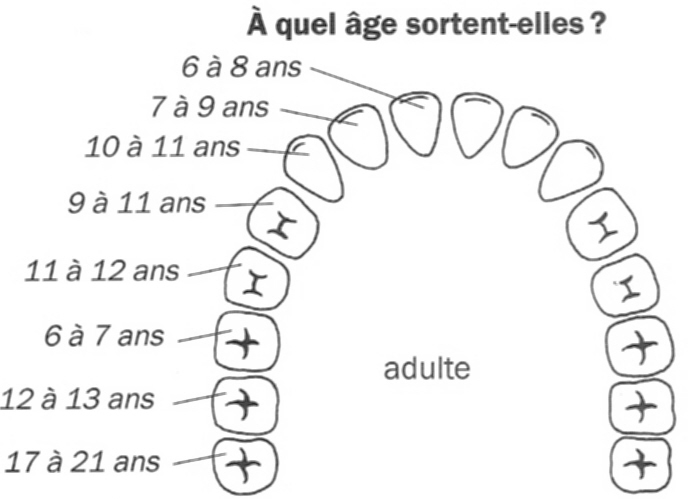 À quel âge sortent-elles ?
6 à 8 ans
7 à 9 ans
10 à 11 ans
9 à 11 ans
11 à 12 ans
6 à 7 ans
adulte
12 à 13 ans
17 à 21 ans